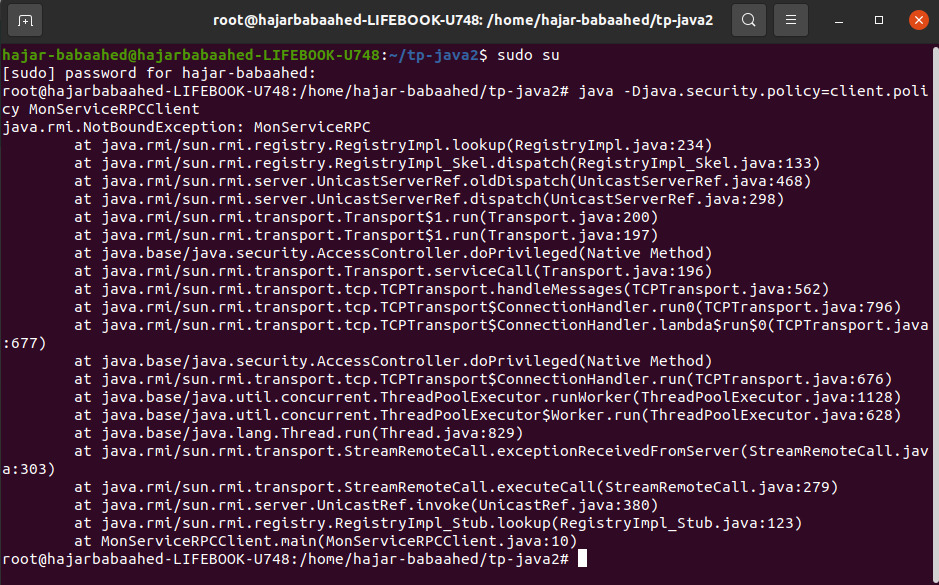 root@hajarbabaahed-LIFEBOOK-U748: /home/hajar-babaahed/tp-java2
hajar-babaahed@hajarbabaahed-LIFEBOOK-U748:~/tp-java2$ sudo su
[sudo] password for hajar-babaahed:
root@hajarbabaahed-LIFEBOOK-U748:/home/hajar-babaahed/tp-java2# java -Djava.security.policy=client.poli
cy MonServiceRPCClient
java.rmi.NotBoundException: MonServiceRPC
        at java.rmi/sun.rmi.registry.RegistryImpl.lookup(RegistryImpl.java:234)
        at java.rmi/sun.rmi.registry.RegistryImpl_Skel.dispatch(RegistryImpl_Skel.java:133)
        at java.rmi/sun.rmi.server.UnicastServerRef.oldDispatch(UnicastServerRef.java:468)
        at java.rmi/sun.rmi.server.UnicastServerRef.dispatch(UnicastServerRef.java:298)
        at java.rmi/sun.rmi.transport.Transport$1.run(Transport.java:200)
        at java.rmi/sun.rmi.transport.Transport$1.run(Transport.java:197)
        at java.base/java.security.AccessController.doPrivileged(Native Method)
        at java.rmi/sun.rmi.transport.Transport.serviceCall(Transport.java:196)
        at java.rmi/sun.rmi.transport.tcp.TCPTransport.handleMessages(TCPTransport.java:562)
        at java.rmi/sun.rmi.transport.tcp.TCPTransport$ConnectionHandler.run0(TCPTransport.java:796)
        at java.rmi/sun.rmi.transport.tcp.TCPTransport$ConnectionHandler.lambda$run$0(TCPTransport.java
:677)
        at java.base/java.security.AccessController.doPrivileged(Native Method)
        at java.rmi/sun.rmi.transport.tcp.TCPTransport$ConnectionHandler.run(TCPTransport.java:676)
        at java.base/java.util.concurrent.ThreadPoolExecutor.runWorker(ThreadPoolExecutor.java:1128)
        at java.base/java.util.concurrent.ThreadPoolExecutor$Worker.run(ThreadPoolExecutor.java:628)
        at java.base/java.lang.Thread.run(Thread.java:829)
        at java.rmi/sun.rmi.transport.StreamRemoteCall.exceptionReceivedFromServer(StreamRemoteCall.jav
a:303)
        at java.rmi/sun.rmi.transport.StreamRemoteCall.executeCall(StreamRemoteCall.java:279)
        at java.rmi/sun.rmi.server.UnicastRef.invoke(UnicastRef.java:380)
        at java.rmi/sun.rmi.registry.RegistryImpl_Stub.lookup(RegistryImpl_Stub.java:123)
        at MonServiceRPCClient.main(MonServiceRPCClient.java:10)
root@hajarbabaahed-LIFEBOOK-U748:/home/hajar-babaahed/tp-java2#